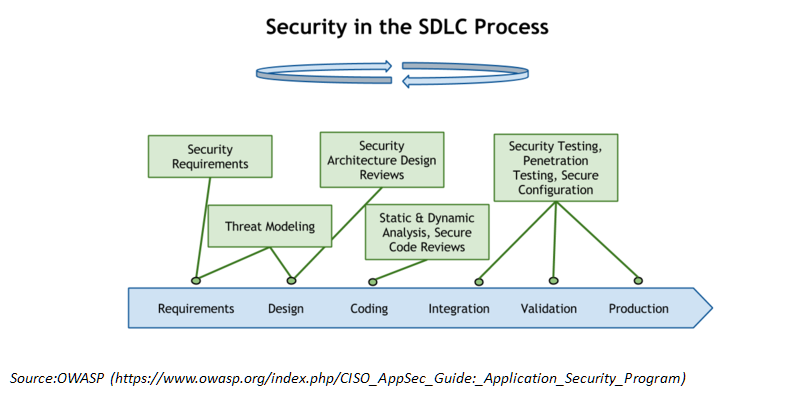 Security in the SDLC Process
Security
Requirements
Security
Architecture Design
Reviews
Security Testing,
Penetration
Testing, Secure
Configuration
Threat Modeling
Static & Dynamic
Analysis, Secure
Code Reviews
Requirements
Design
Coding
Integration
Validation
Production
Source:OWASP (https://www.owasp.org/index.php/CISO_AppSec_Guide:_Application_Security_Program)